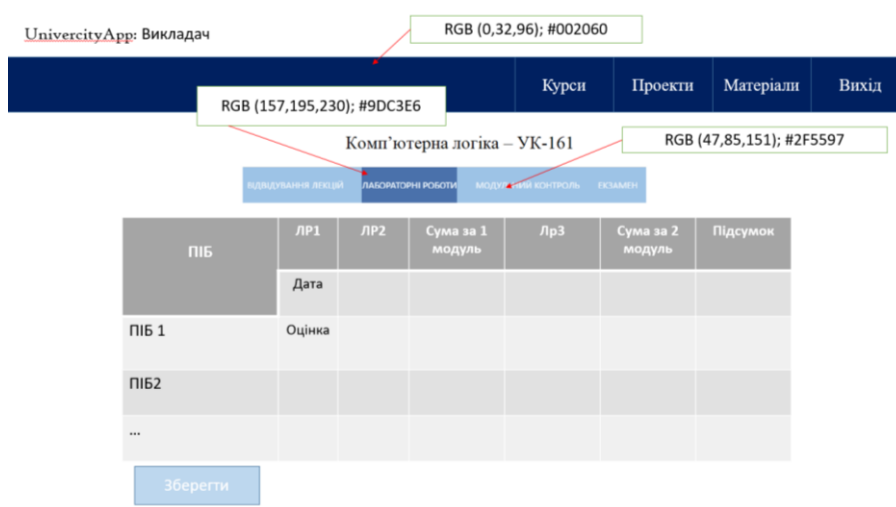 UnivercityApp: Викладач
RGB (0,32,96); #002060
Курси Проекти Матеріали Вихід
RGB (157,195,230); #9DC3E6
Комп’ютерна логіка – УК-161
RGB (47,85,151); #2F5597
ВІДВІДУВАННЯ ЛЕКЦІЙ ЛАБОРАТОРНІ РОБОТИ КОНТРОЛЬ ЕКЗАМЕН
ПІБ ЛР1 ЛР2 Сума за 1 модуль Лр3 Сума за 2 модуль Підсумок
Дата
ПІБ 1 Оцінка
ПІБ2
...
Зберегти